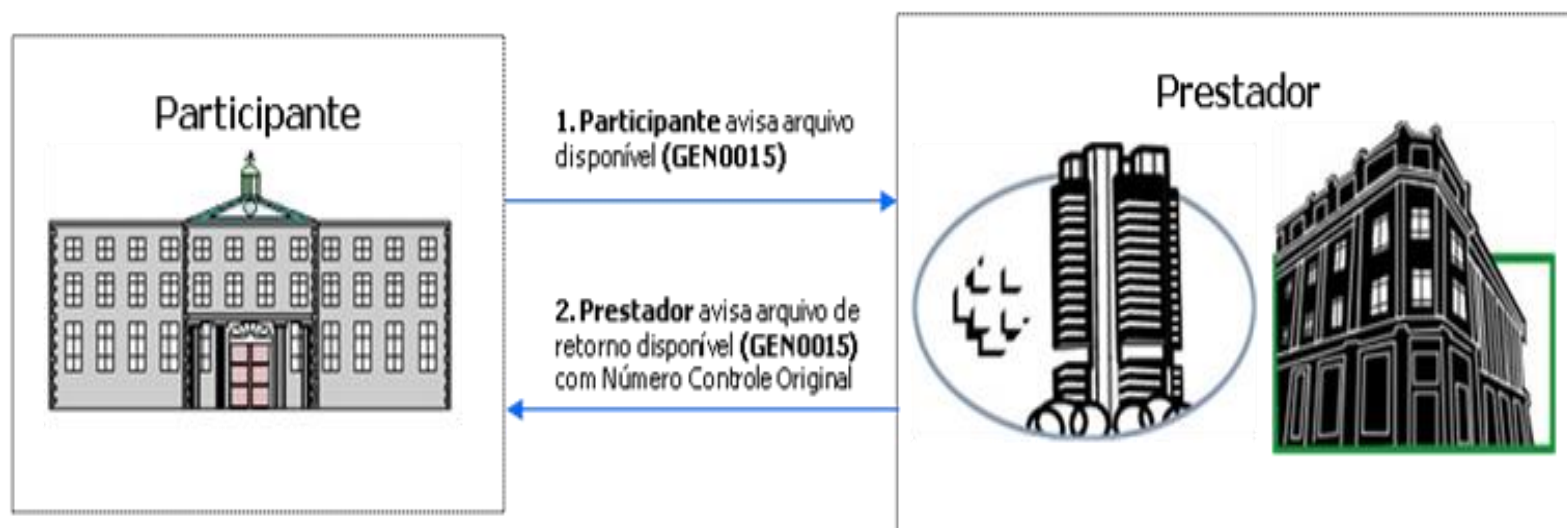 Participante
1. Participante avisa arquivo
disponível (GEN0015)
Prestador
2. Prestador avisa arquivo de
retorno disponível (GEN0015)
com Número Controle Original